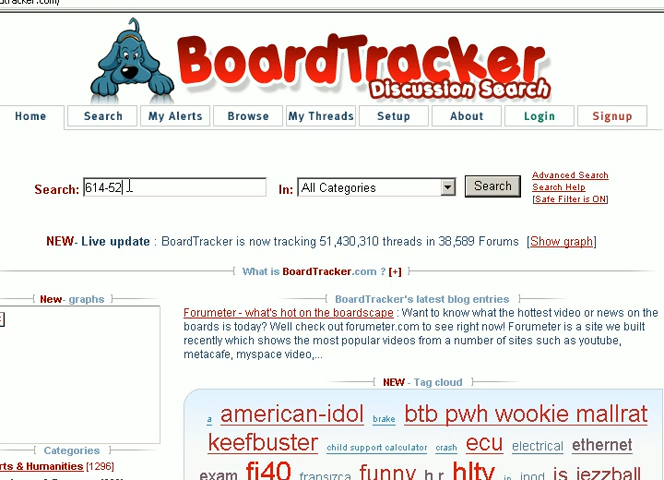 BoardTracker
Discussion Search
Home Search My Alerts Browse My Threads Setup About Login Signup
Search: 614-52 In: All Categories Search
Advanced Search
Search Help
[Safe Filter is ON]
NEW- Live update : BoardTracker is now tracking 51,430,310 threads in 38,589 Forums [Show graph]
What is BoardTracker.com ? [+]
New- graphs
BoardTracker's latest blog entries
Forumeter - what's hot on the boardscape : Want to know what the hottest video or news on the
boards is today? Well check out forumeter.com to see right now! Forumeter is a site we built
recently which shows the most popular videos from a number of sites such as youtube,
metacafe, myspace video,...
NEW - Tag cloud
a american-idol brake btb pwh wookie mallrat
keefbuster child support calculator crash ecu electrical ethernet
exam fj40 fransizca funny h.r. hltv ip ipod is jezzball
Categories
rts & Humanities [1296]